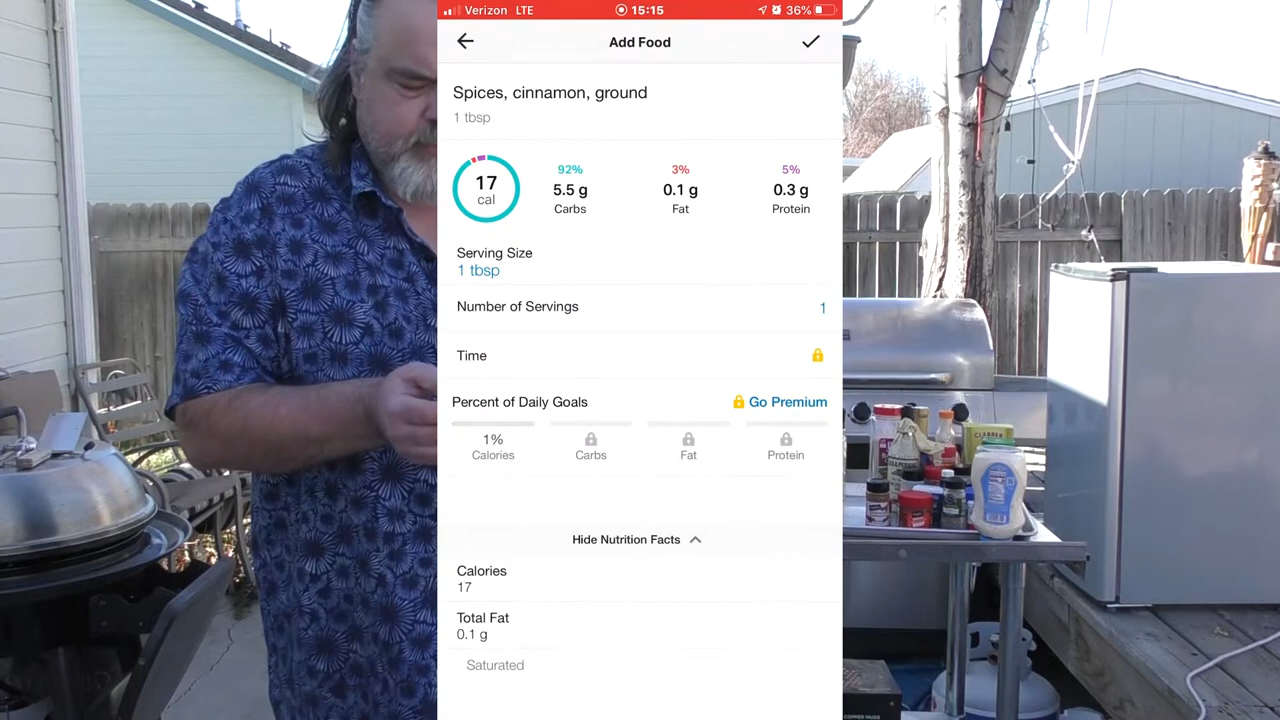 Verizon LTE 15:15 36%
Add Food
Spices, cinnamon, ground
1 tbsp
17
cal
92% 3% 5%
5.5 g 0.1 g 0.3 g
Carbs Fat Protein
Serving Size
1 tbsp
Number of Servings 1
Time
Percent of Daily Goals Go Premium
1%
Calories Carbs Fat Protein
Hide Nutrition Facts
Calories
17
Total Fat
0.1 g
Saturated